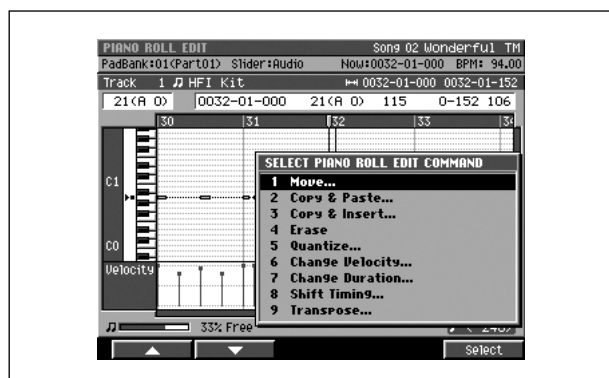 PIANO ROLL EDIT Song 02 Wonderful TM
PadBank:01(Part01) Slider:Audio Now:0032-01-000 BPM: 94.00
Track 1 HFI Kit 0032-01-000 0032-01-152
21(A 0) 0032-01-000 21(A 0) 115 0-152 106
30 31 32 33 34
SELECT PIANO ROLL EDIT COMMAND
1 Move...
2 Copy & Paste...
3 Copy & Insert...
4 Erase
5 Quantize...
6 Change Velocity...
7 Change Duration...
8 Shift Timing...
9 Transpose...
C1
C0
Velocity
33% Free
Select